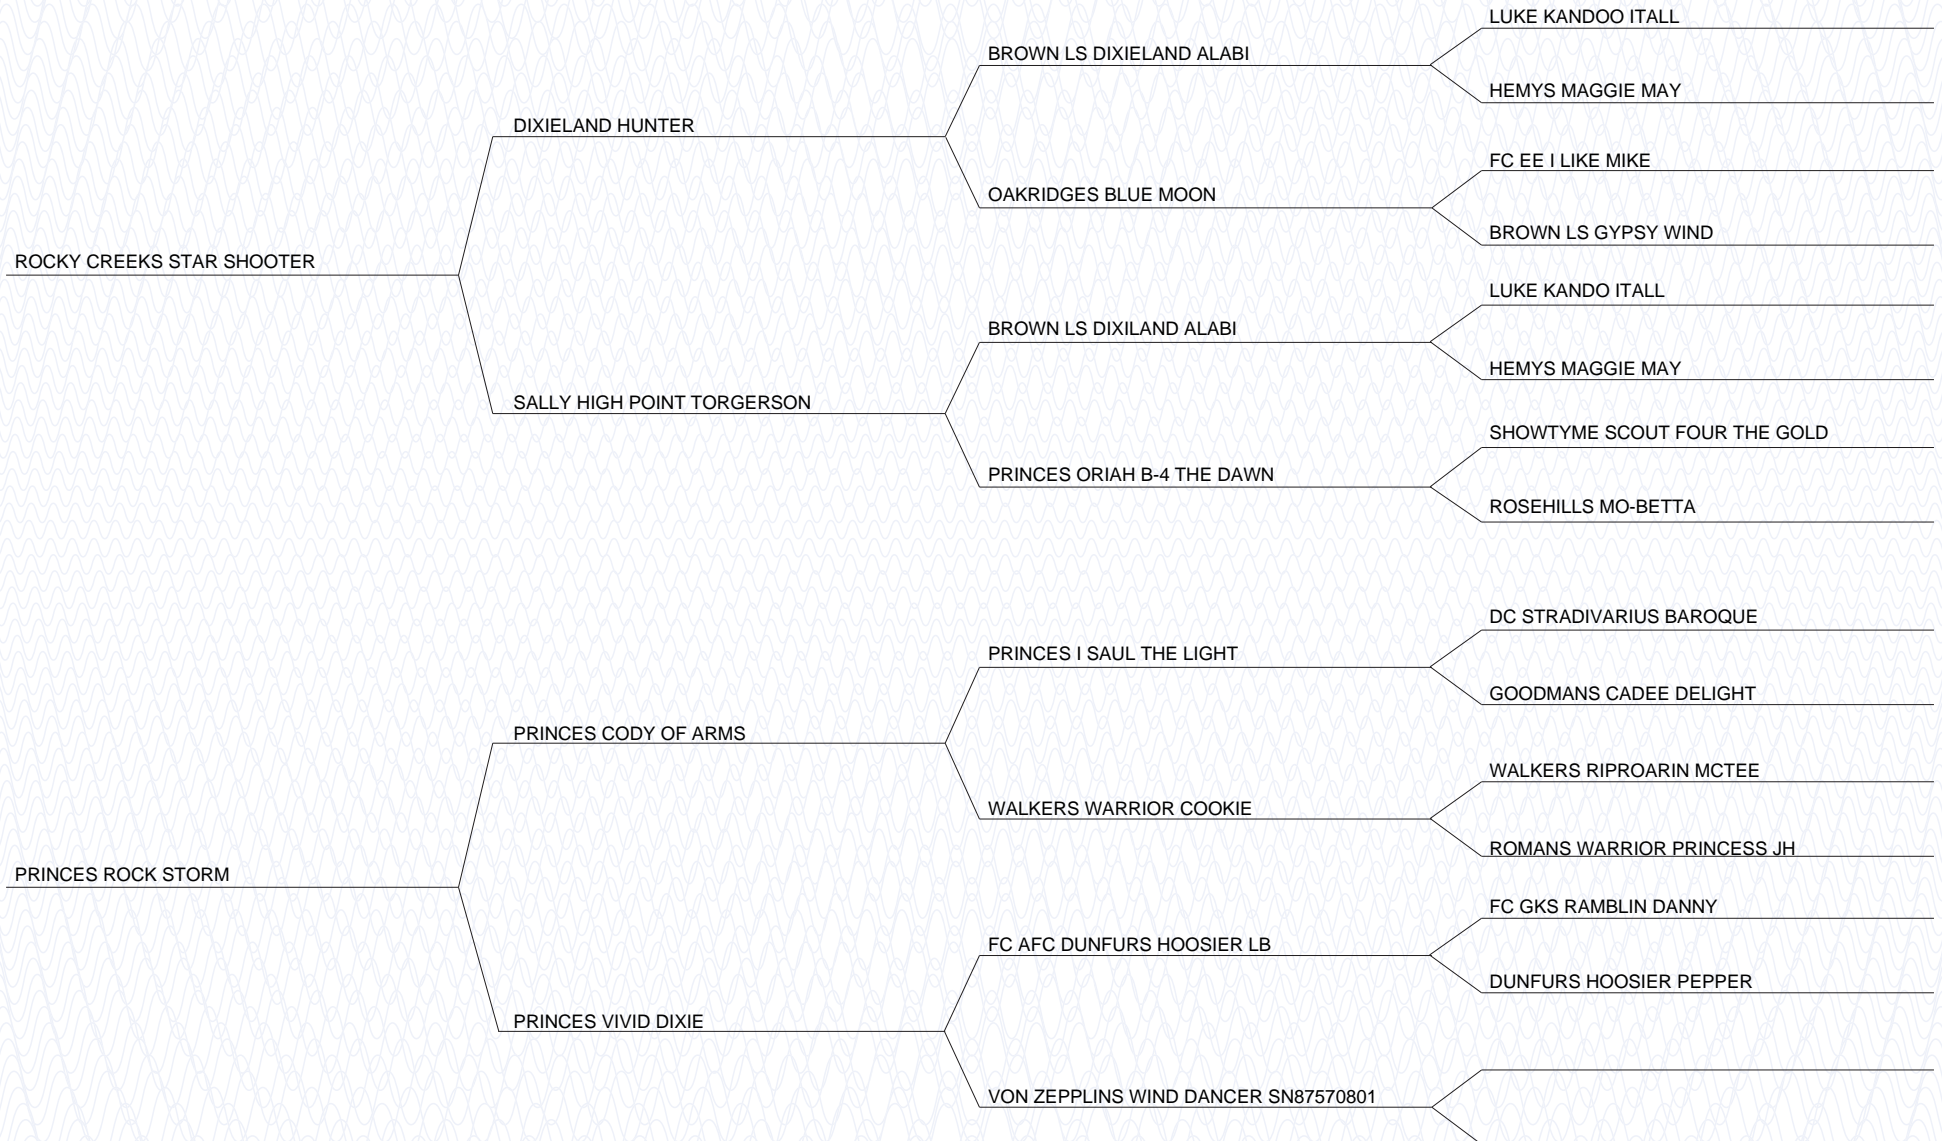 LUKE KANDOO ITALL
BROWN LS DIXIELAND ALABI
HEMYS MAGGIE MAY
DIXIELAND HUNTER
FC EE I LIKE MIKE
OAKRIDGES BLUE MOON
BROWN LS GYPSY WIND
ROCKY CREEKS STAR SHOOTER
LUKE KANDO ITALL
BROWN LS DIXILAND ALABI
HEMYS MAGGIE MAY
SALLY HIGH POINT TORGERSON
SHOWTYME SCOUT FOUR THE GOLD
PRINCES ORIAH B-4 THE DAWN
ROSEHILLS MO-BETTA
DC STRADIVARIUS BAROQUE
PRINCES I SAUL THE LIGHT
GOODMANS CADEE DELIGHT
PRINCES CODY OF ARMS
WALKERS RIPROARIN MCTEE
WALKERS WARRIOR COOKIE
ROMANS WARRIOR PRINCESS JH
PRINCES ROCK STORM
FC GKS RAMBLIN DANNY
FC AFC DUNFURS HOOSIER LB
DUNFURS HOOSIER PEPPER
PRINCES VIVID DIXIE
VON ZEPPLINS WIND DANCER SN87570801